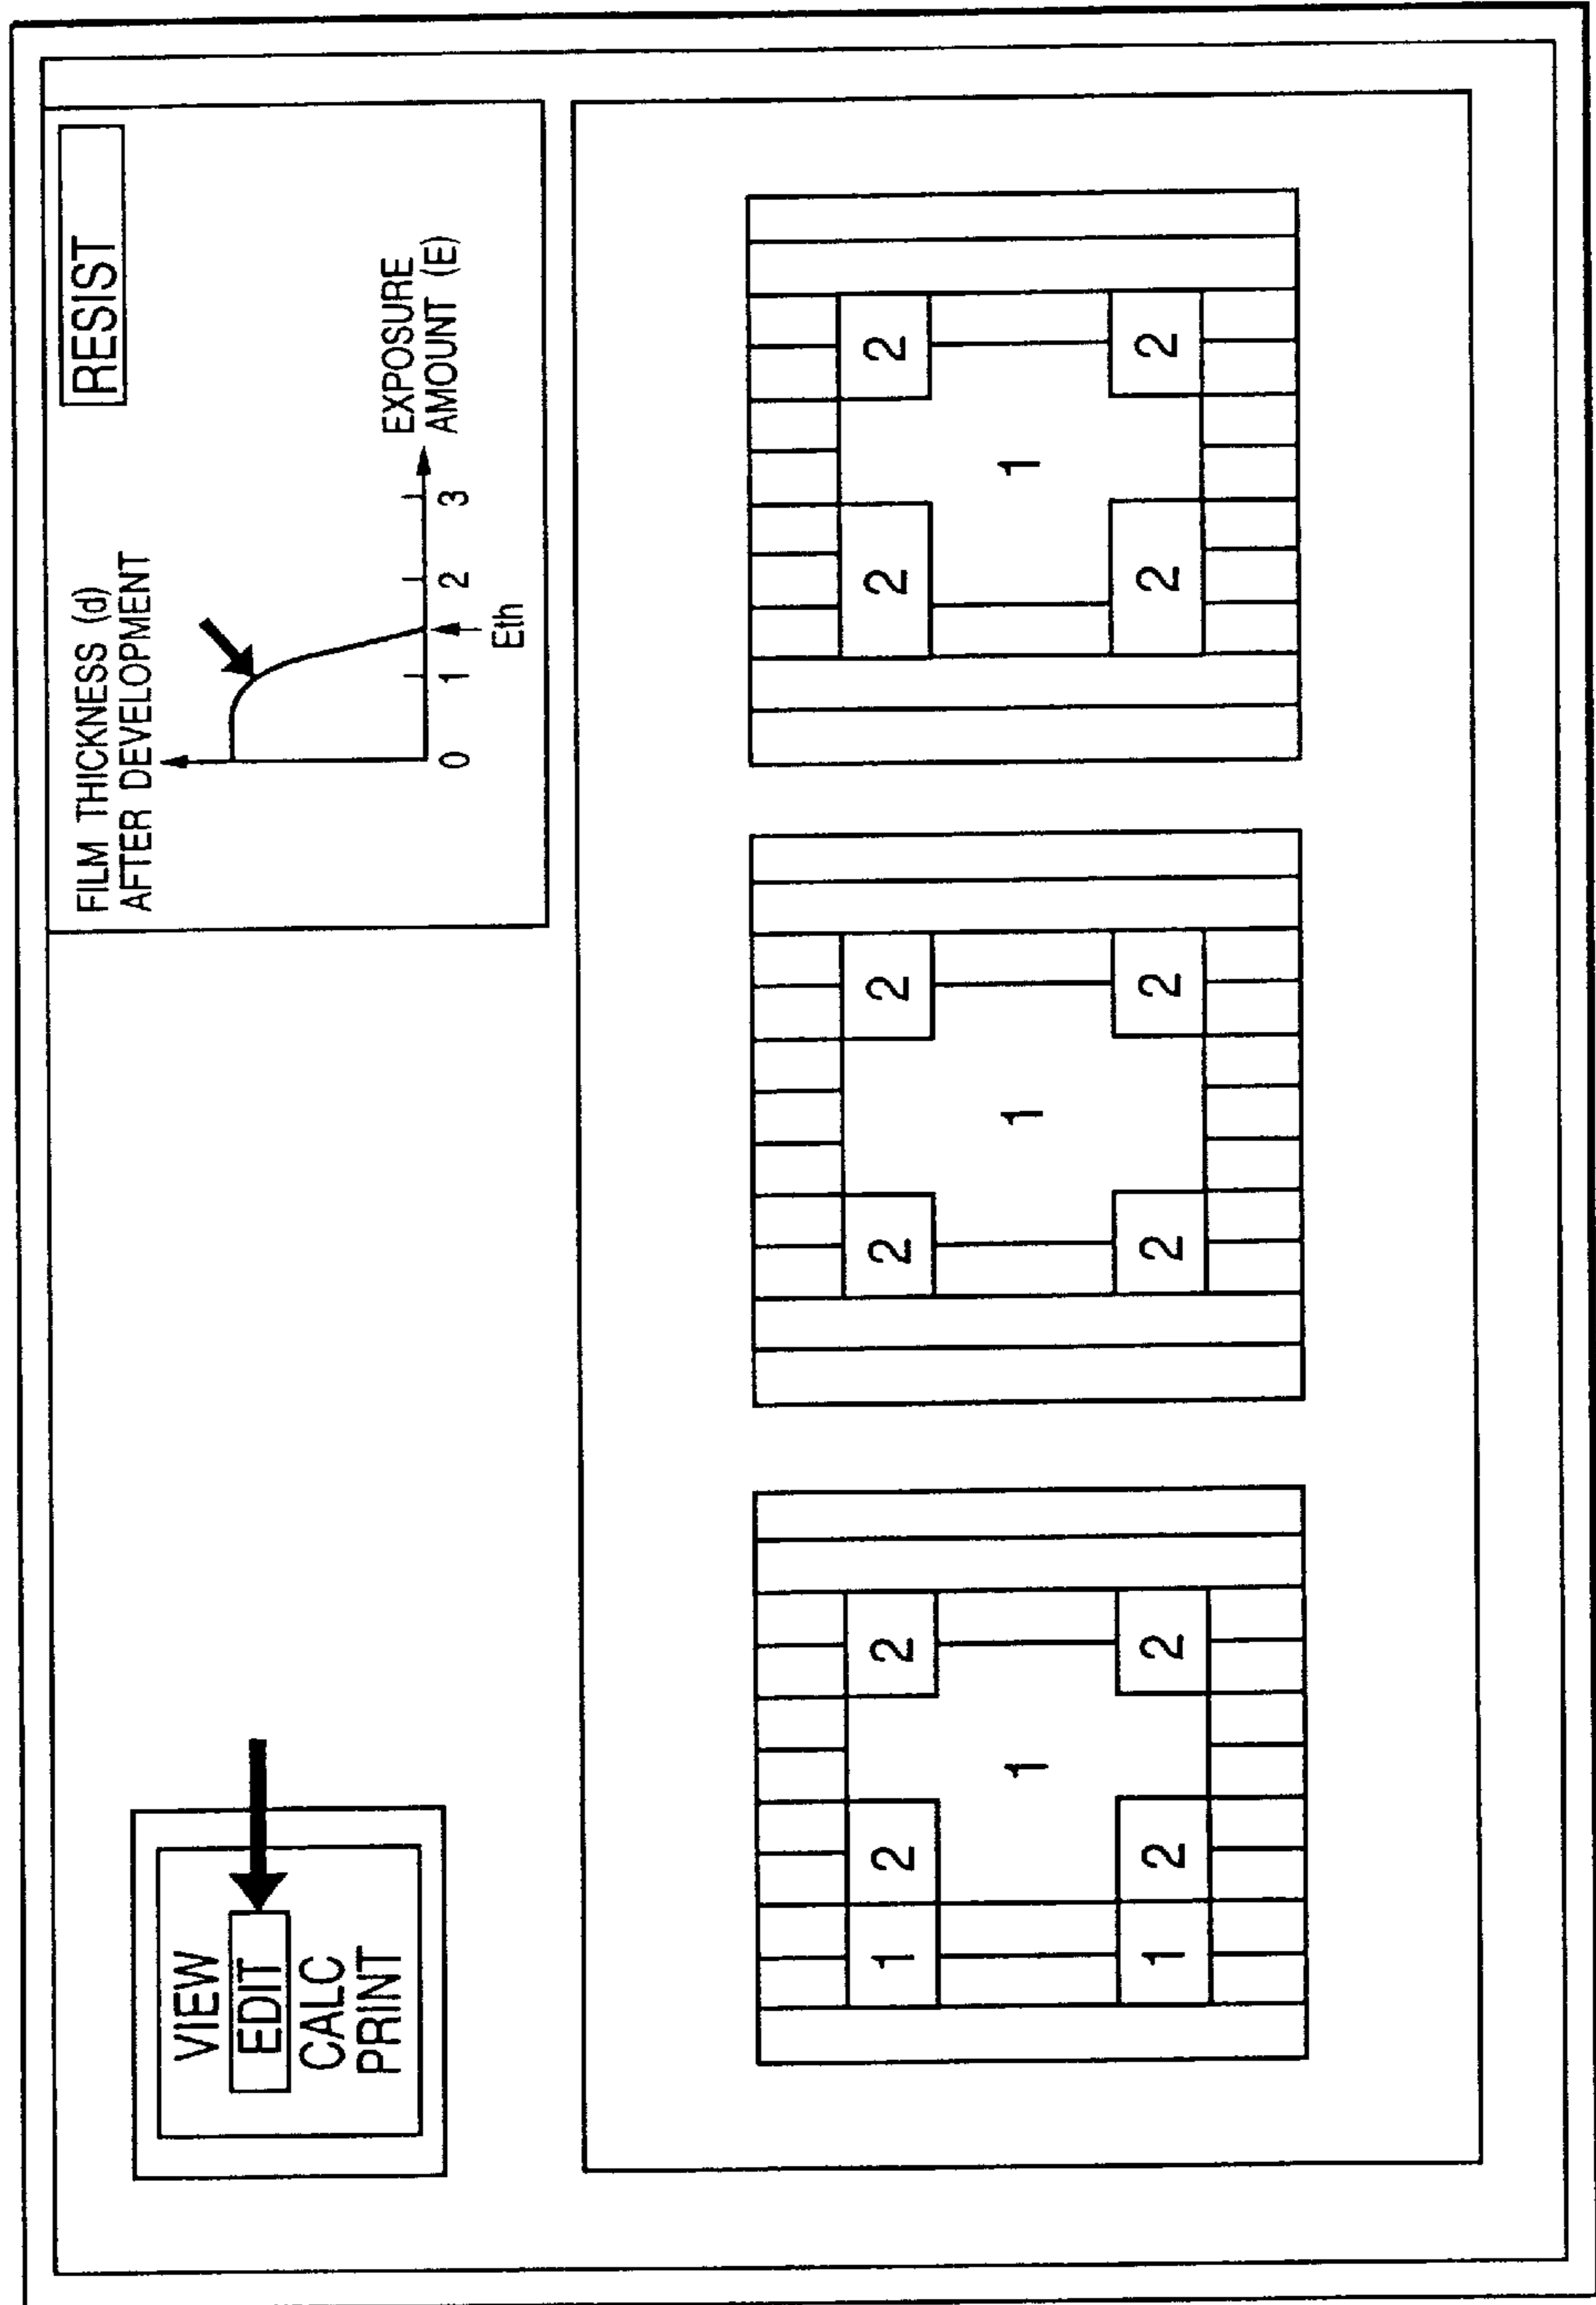 VIEW
EDIT
CALC
PRINT
FILM THICKNESS (d)
AFTER DEVELOPMENT
RESIST
EXPOSURE
AMOUNT (E)
0 1 2 3
Eth
2 2
1
1 2
1 2
2 2
1
2 2
2 2
1
2 2